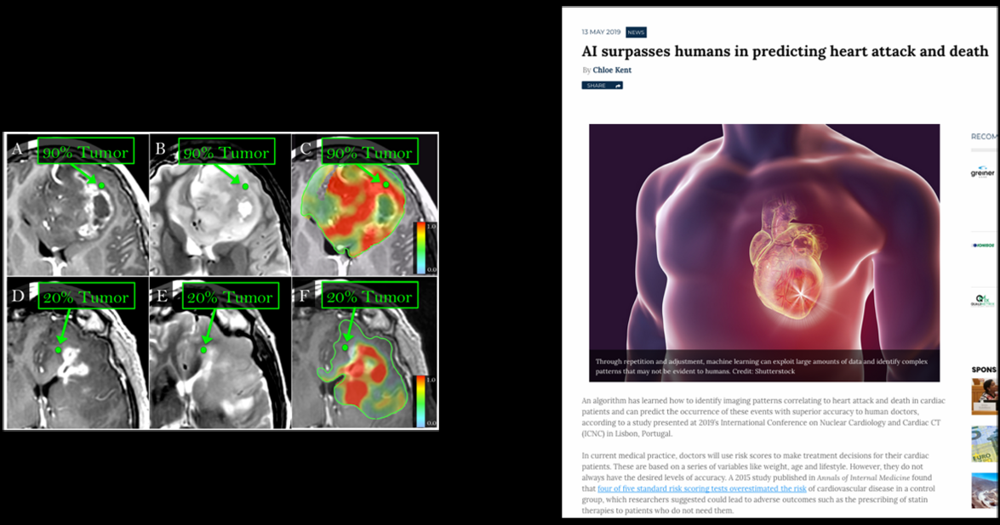 A
90% Tumor
B
90% Tumor
C
90% Tumor
1.0
0.0
D
20% Tumor
E
20% Tumor
F
20% Tumor
1.0
0.0
13 MAY 2019 NEWS
AI surpasses humans in predicting heart attack and death
By Chloe Kent
SHARE
Through repetition and adjustment, machine learning can exploit large amounts of data and identify complex
patterns that may not be evident to humans. Credit: Shutterstock
An algorithm has learned how to identify imaging patterns correlating to heart attack and death in cardiac
patients and can predict the occurrence of these events with superior accuracy to human doctors,
according to a study presented at 2019's International Conference on Nuclear Cardiology and Cardiac CT
(ICNC) in Lisbon, Portugal.
In current medical practice, doctors will use risk scores to make treatment decisions for their cardiac
patients. These are based on a series of variables like weight, age and lifestyle. However, they do not
always have the desired levels of accuracy. A 2015 study published in Annals of Internal Medicine found
that four of five standard risk scoring tests overestimated the risk of cardiovascular disease in a control
group, which researchers suggested could lead to adverse outcomes such as the prescribing of statin
therapies to patients who do not need them.
RECOM
greiner
SPONS
EURO